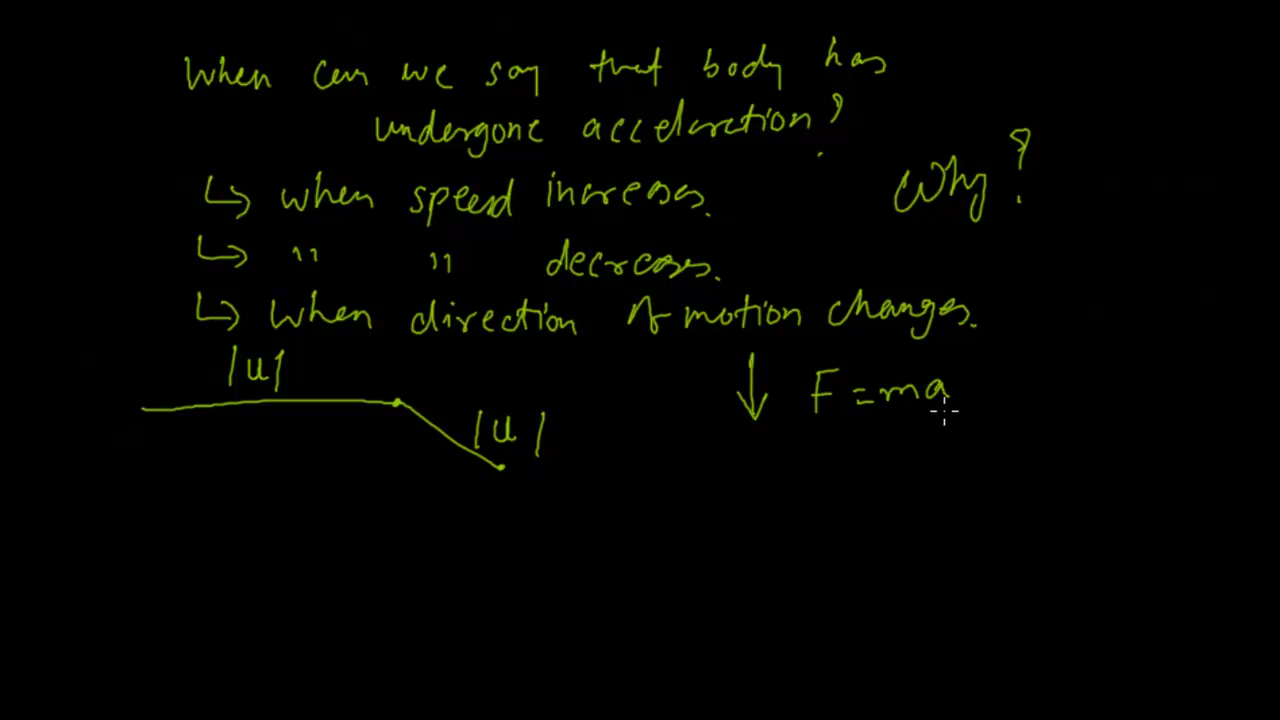 When can we say that body has
undergone acceleration?
↳ when speed increases.
Why?
↳ " " decreases.
↳ when direction of motion changes.
|u|
|u|
F = ma